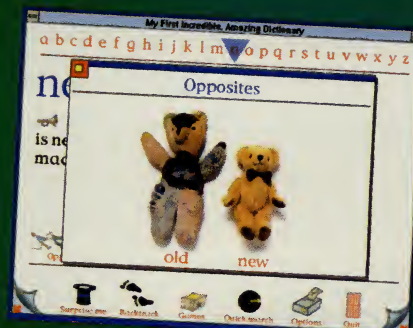 My First Incredible, Amazing Dictionary
a b c d e f g h i j k l m n o p q r s t u v w x y z
ne
Opposites
is ne
mad
old new
Surprise me Backtrack Games Quick search Options Quit